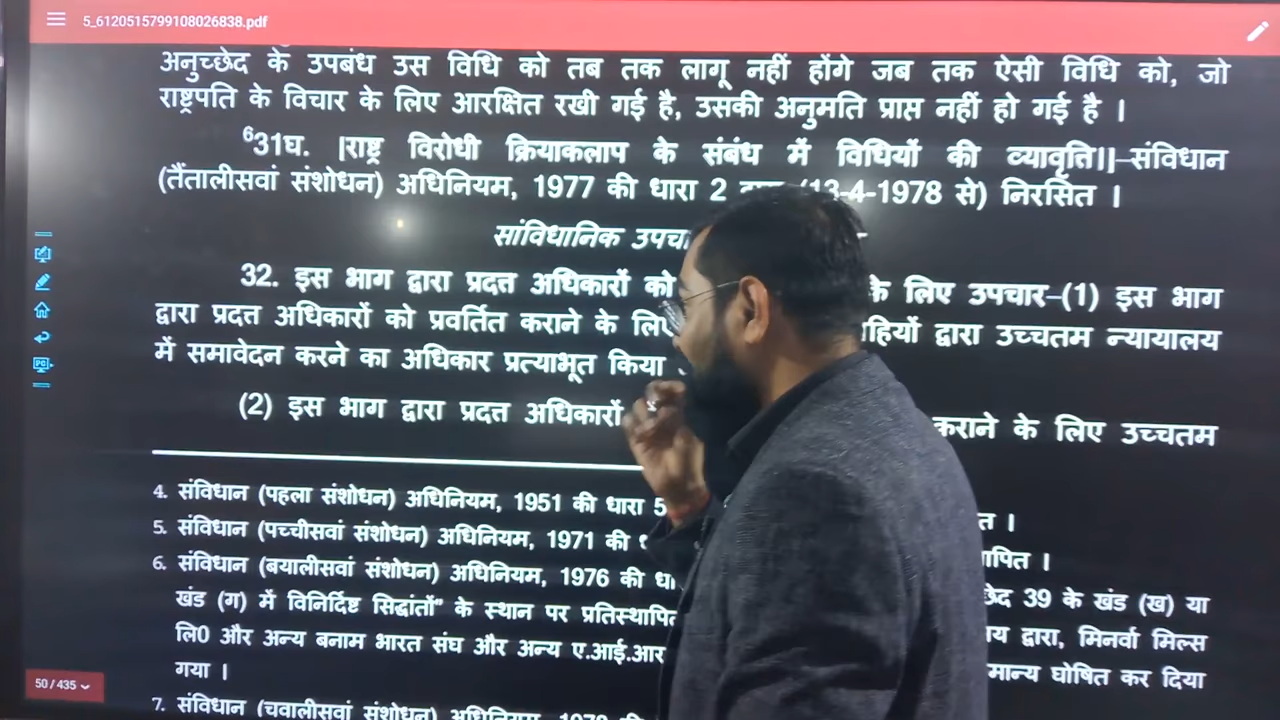 5_6120515799108026838.pdf
अनुच्छेद के उपबंध उस विधि को तब तक लागू नहीं होंगे जब तक ऐसी विधि को, जो
राष्ट्रपति के विचार के लिए आरक्षित रखी गई है, उसकी अनुमति प्राप्त नहीं हो गई है ।
⁶31घ. [राष्ट्र विरोधी क्रियाकलाप के संबंध में विधियों की व्यावृति।]–संविधान
(तैंतालीसवां संशोधन) अधिनियम, 1977 की धारा 2 (13-4-1978 से) निरसित ।
सांविधानिक
32. इस भाग द्वारा प्रदत्त अधिकारों को के लिए उपचार–(1) इस भाग
द्वारा प्रदत्त अधिकारों को प्रवर्तित कराने के द्वारा उच्चतम न्यायालय
में समावेदन करने का अधिकार प्रत्याभूत किया
(2) इस भाग द्वारा प्रदत्त अधिकारों कराने के लिए उच्चतम
4. संविधान (पहला संशोधन) अधिनियम, 1951 की धारा 5 ।
5. संविधान (पच्चीसवां संशोधन) अधिनियम, 1971 की ।
6. संविधान (बयालीसवां संशोधन) अधिनियम, 1976 की 39 के खंड (ख) या
खंड (ग) में विनिर्दिष्ट सिद्धांतों" के स्थान पर द्वारा, मिनर्वा मिल्स
लि0 और अन्य बनाम भारत संघ और अन्य ए.आई.आर घोषित कर दिया
गया ।
7. संविधान (चवालीसवां संशोधन)
50 / 435